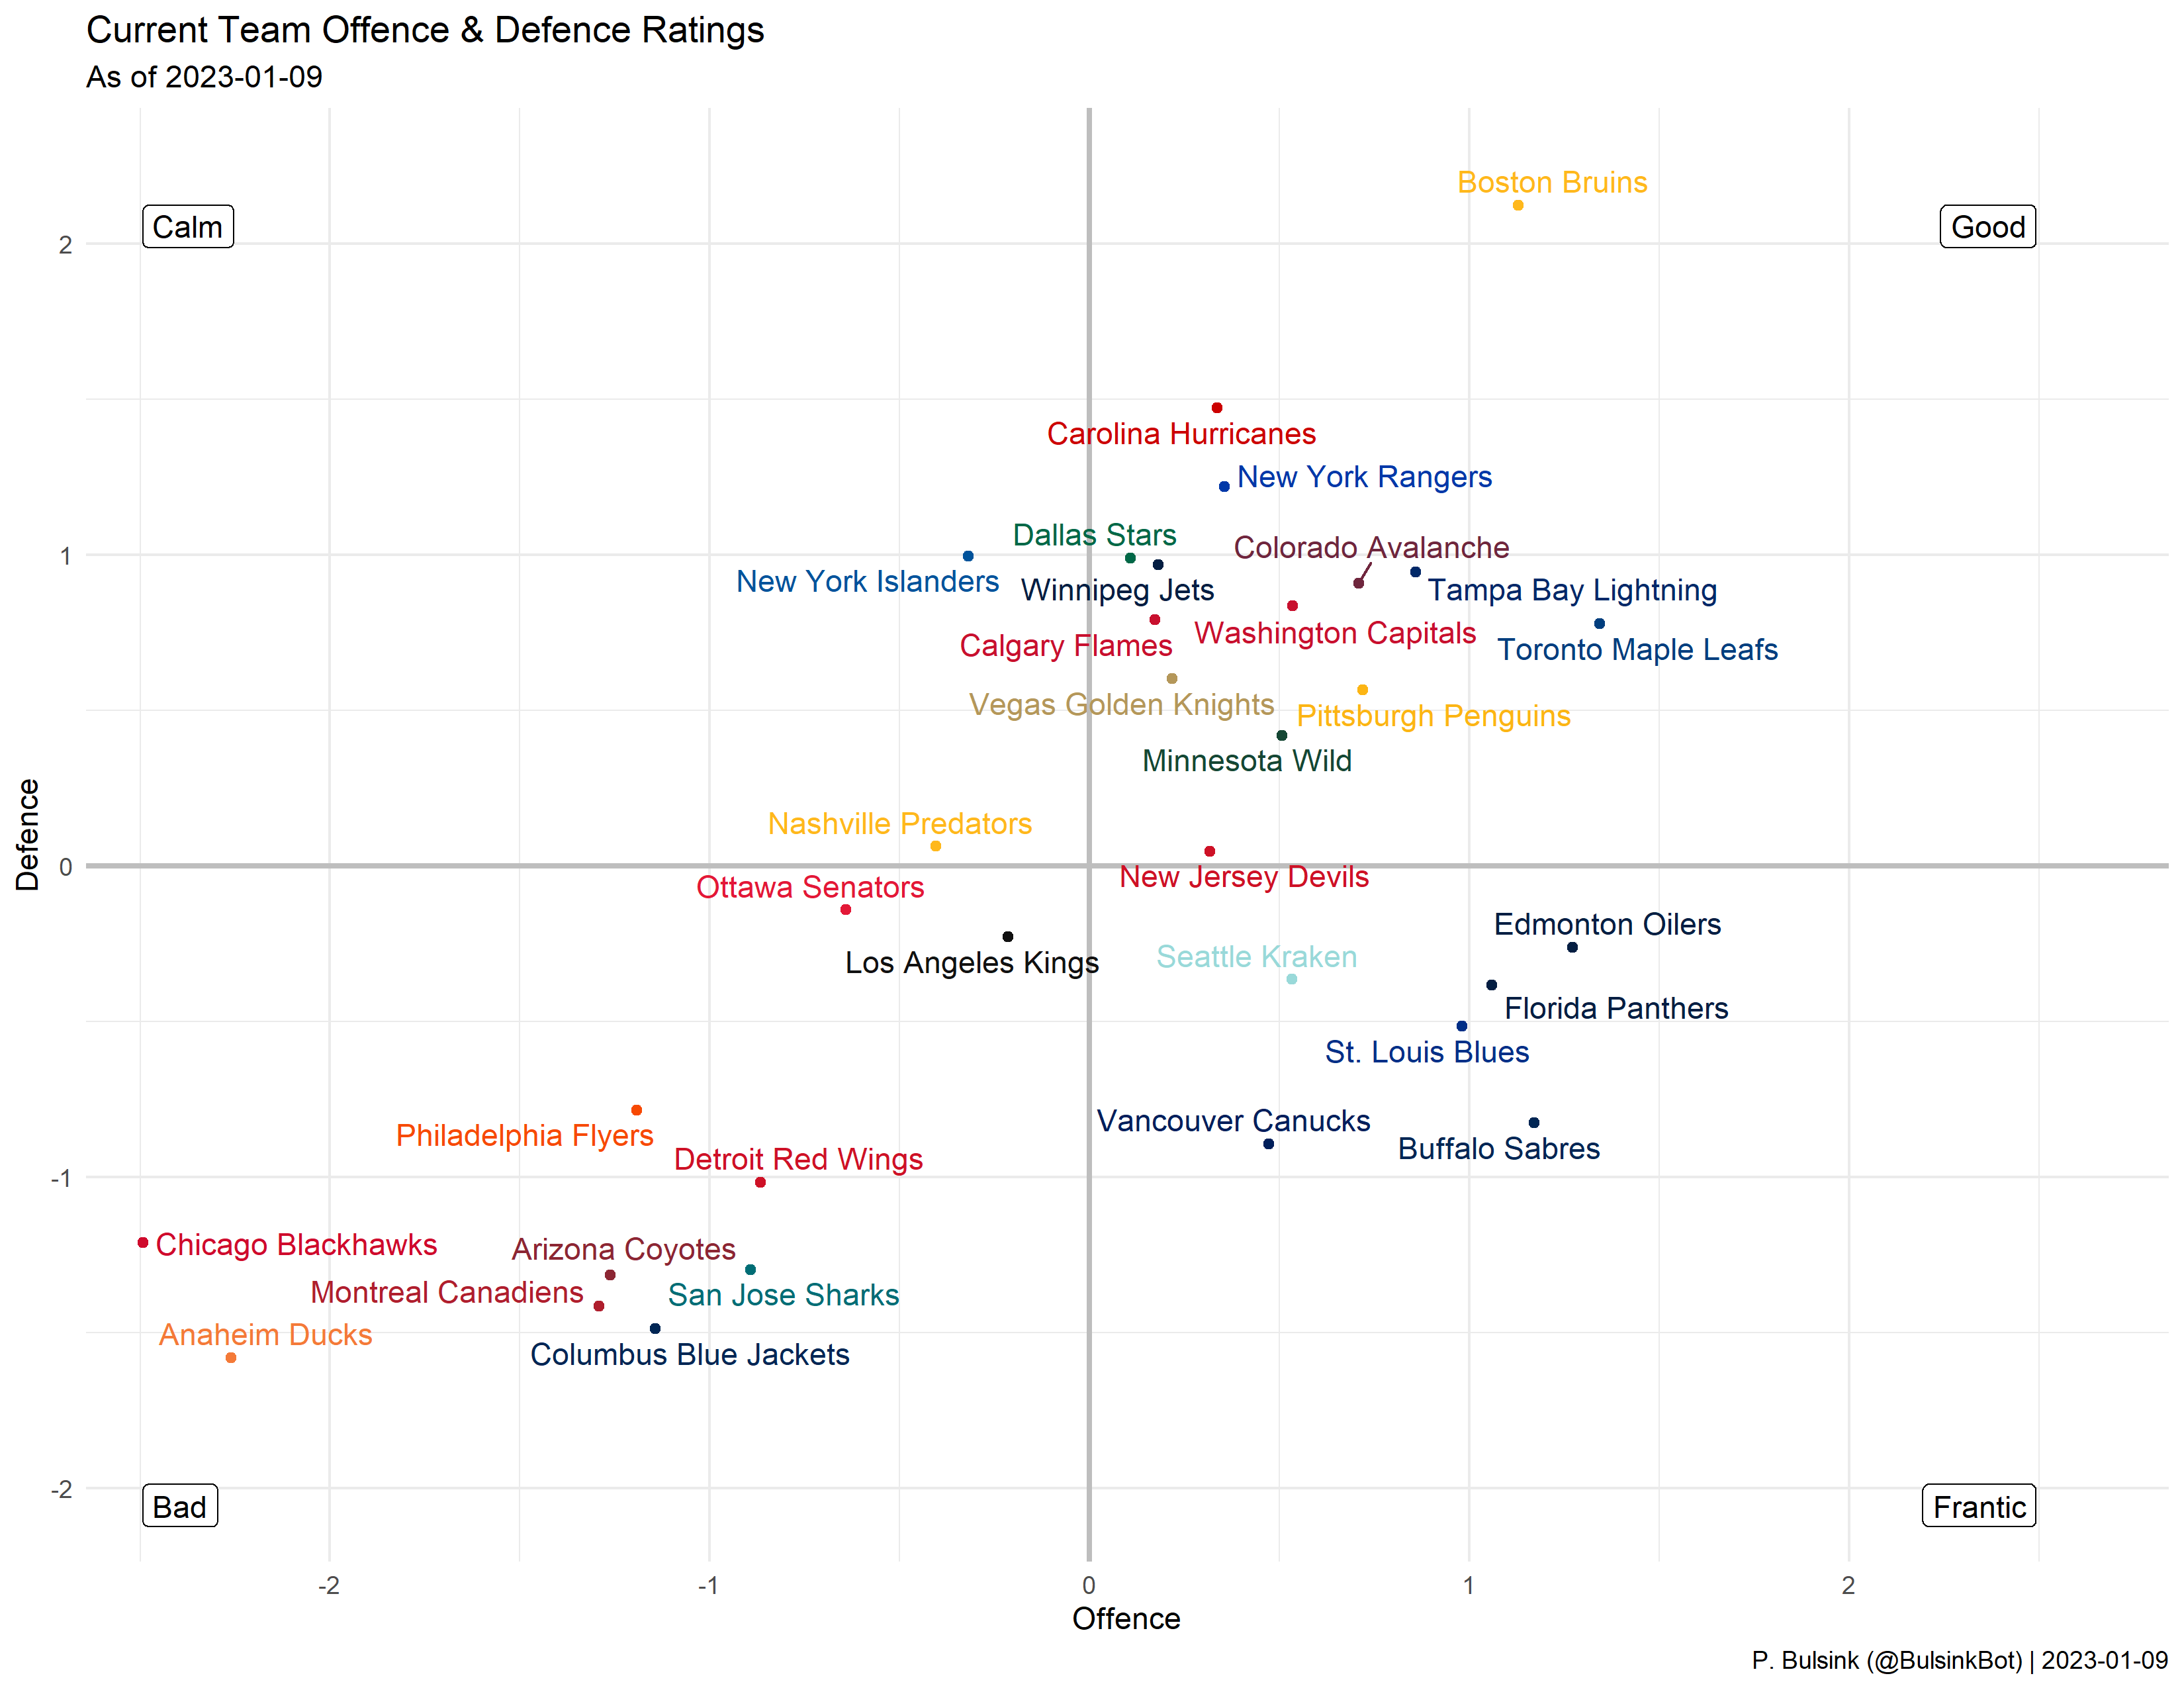 Current Team Offence & Defence Ratings
As of 2023-01-09
Boston Bruins
Calm
Good
2
Carolina Hurricanes
New York Rangers
Dallas Stars
Colorado Avalanche
1
New York Islanders
Winnipeg Jets
Tampa Bay Lightning
Calgary Flames
Washington Capitals
Toronto Maple Leafs
Vegas Golden Knights
Pittsburgh Penguins
Minnesota Wild
Defence
Nashville Predators
0
Ottawa Senators
New Jersey Devils
Edmonton Oilers
Los Angeles Kings
Seattle Kraken
Florida Panthers
St. Louis Blues
Philadelphia Flyers
Vancouver Canucks
Buffalo Sabres
Detroit Red Wings
-1
Chicago Blackhawks
Arizona Coyotes
Montreal Canadiens
San Jose Sharks
Anaheim Ducks
Columbus Blue Jackets
-2
Bad
Frantic
-2
-1
0
1
2
Offence
P. Bulsink (@BulsinkBot) | 2023-01-09